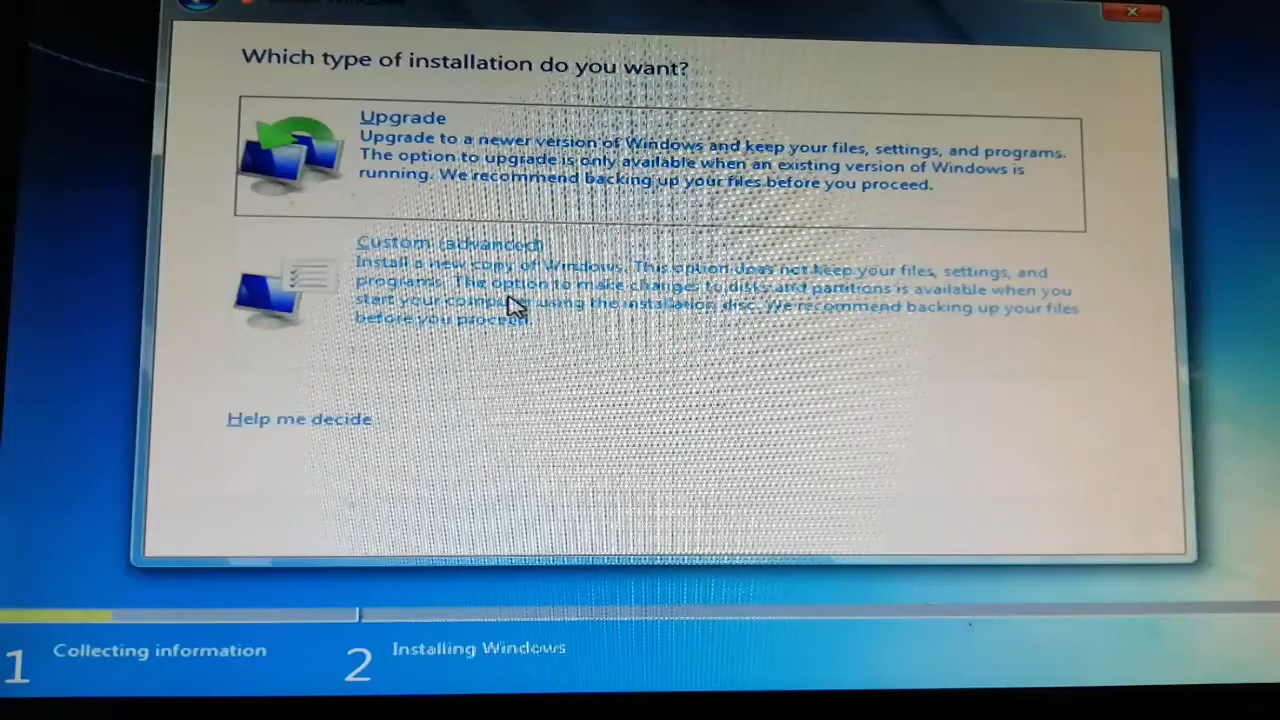 Which type of installation do you want?
Upgrade
Upgrade to a newer version of Windows and keep your files, settings, and programs.
The option to upgrade is only available when an existing version of Windows is
running. We recommend backing up your files before you proceed.
Custom (advanced)
Install a new copy of Windows. This option does not keep your files, settings, and
programs. The option to make changes to disks and partitions is available when you
start your computer using the installation disc. We recommend backing up your files
before you proceed.
Help me decide
1 Collecting information
2 Installing Windows